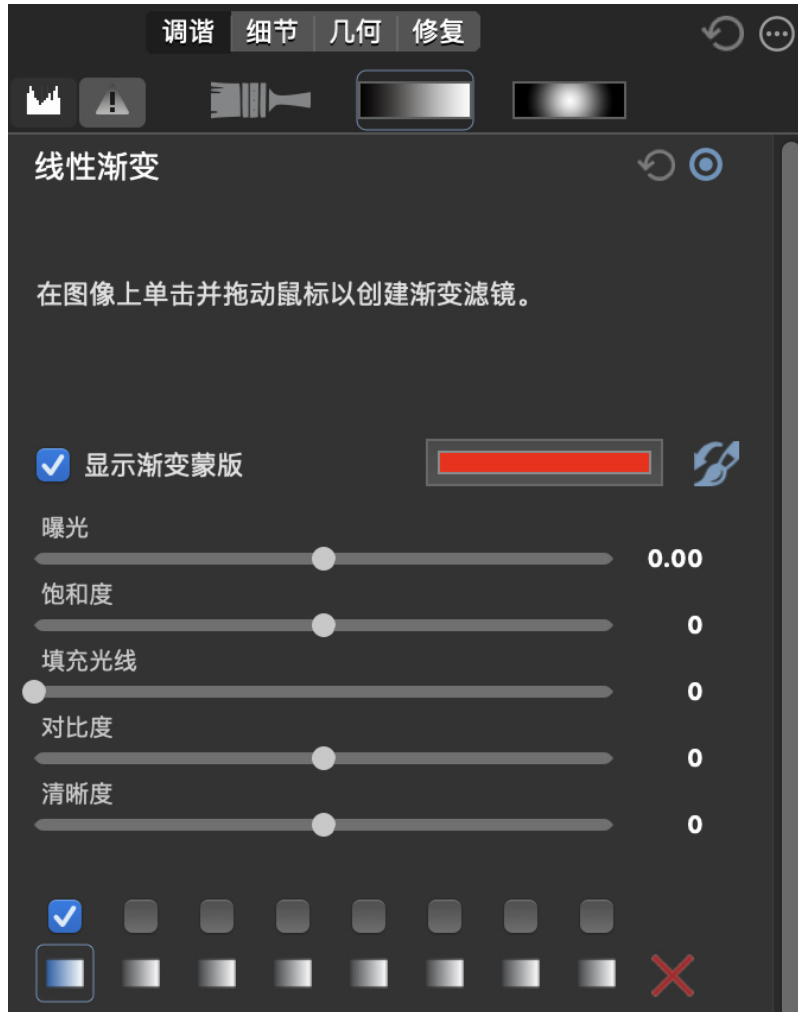 调谐 细节 几何 修复
线性渐变
在图像上单击并拖动鼠标以创建渐变滤镜。
显示渐变蒙版
曝光
0.00
饱和度
0
填充光线
0
对比度
0
清晰度
0